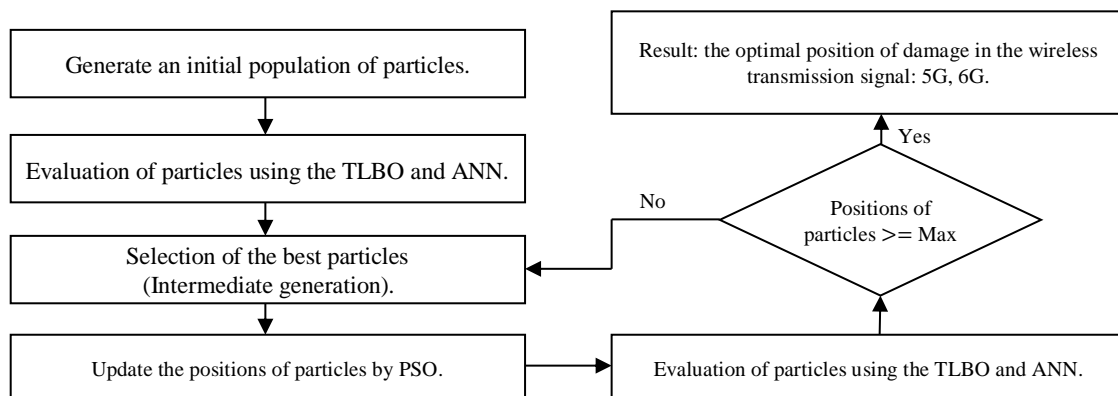 Generate an initial population of particles.
Evaluation of particles using the TLBO and ANN.
Selection of the best particles
(Intermediate generation).
Update the positions of particles by PSO.
Evaluation of particles using the TLBO and ANN.
Positions of
particles >= Max
No
Yes
Result: the optimal position of damage in the wireless
transmission signal: 5G, 6G.